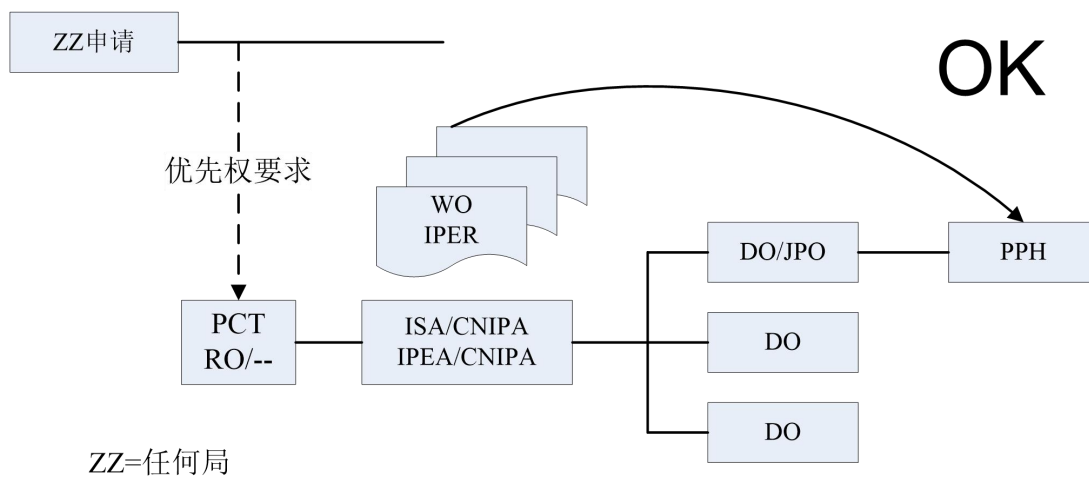 ZZ申请
OK
优先权要求
WO
IPER
DO/JPO
PPH
PCT
RO/--
ISA/CNIPA
IPEA/CNIPA
DO
DO
ZZ=任何局